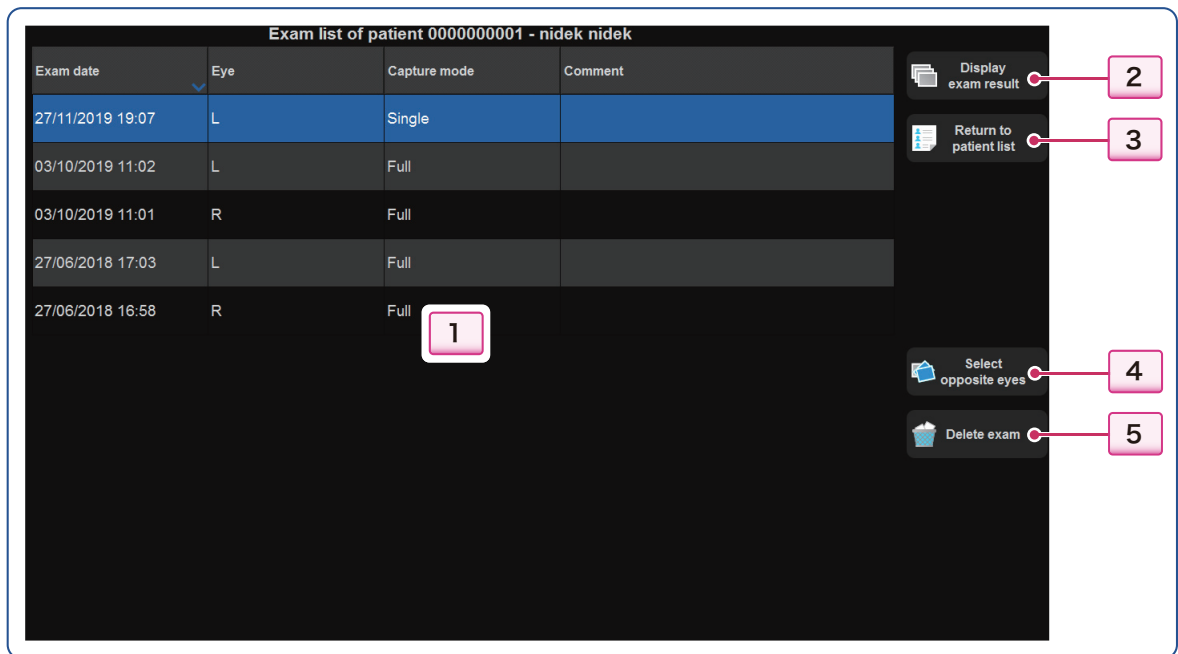 Exam list of patient 0000000001 - nidek nidek
Exam date Eye Capture mode Comment
27/11/2019 19:07 L Single
03/10/2019 11:02 L Full
03/10/2019 11:01 R Full
27/06/2018 17:03 L Full
27/06/2018 16:58 R Full
1
Display
exam result
2
Return to
patient list
3
Select
opposite eyes
4
Delete exam
5